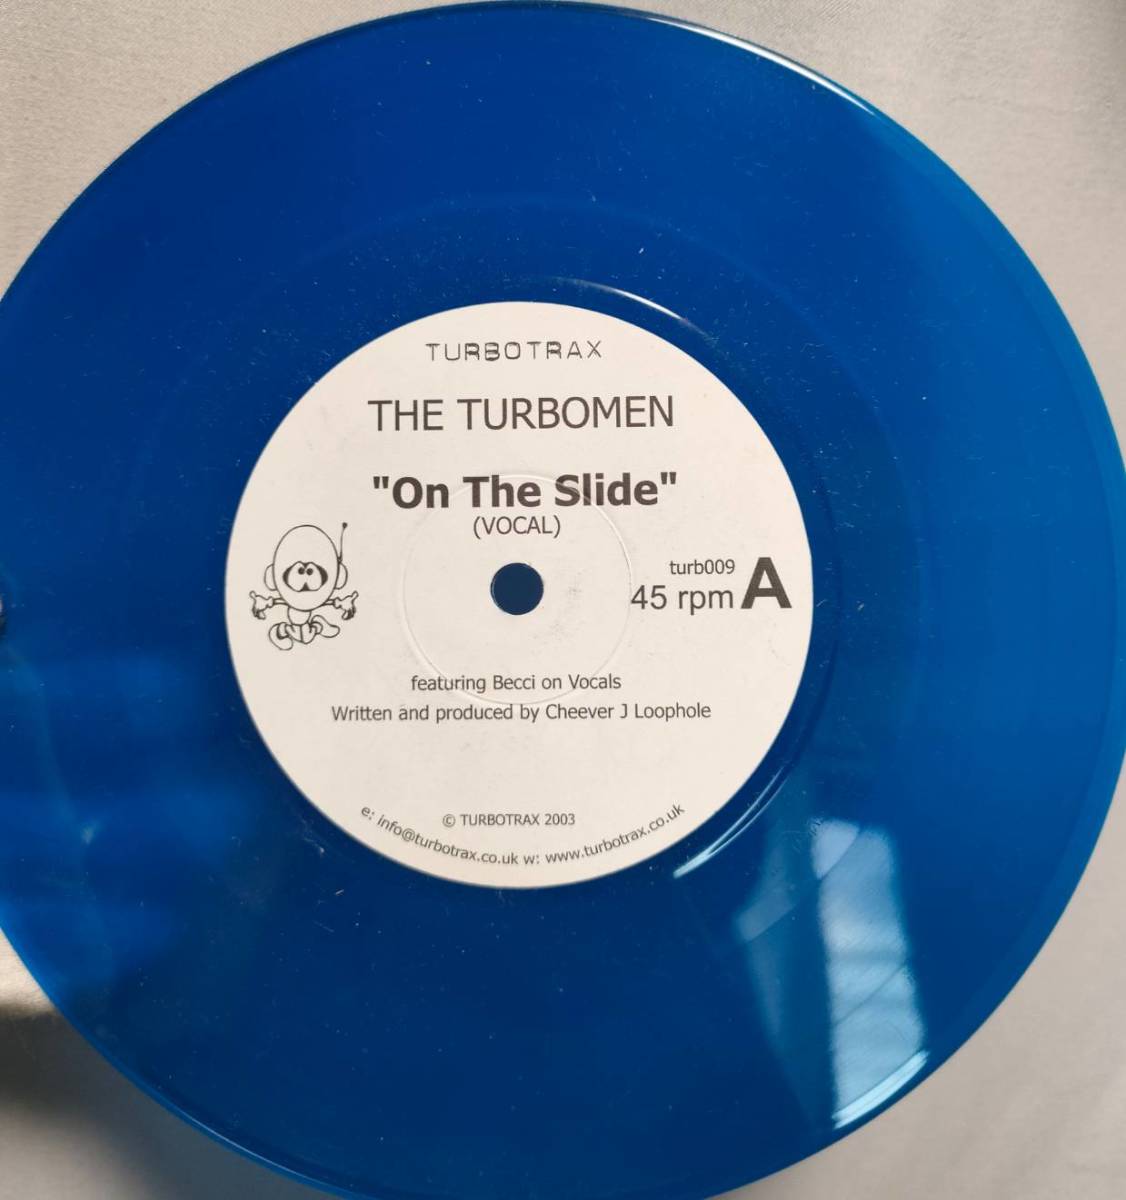 TURBOTRAX
THE TURBOMEN
"On The Slide"
(VOCAL)
turb009
45 rpm A
featuring Becci on Vocals
Written and produced by Cheever J Loophole
© TURBOTRAX 2003
e: info@turbotrax.co.uk w: www.turbotrax.co.uk